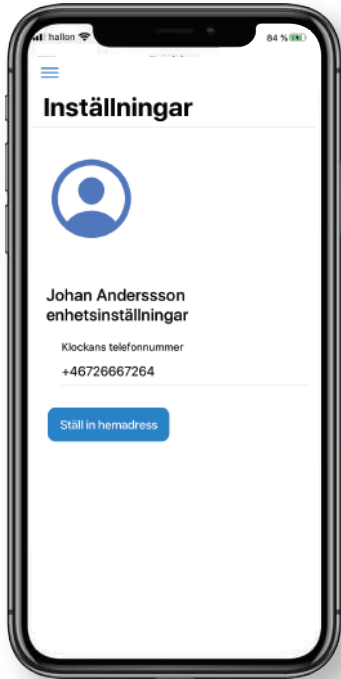 hallon
84 %
Inställningar
Johan Anderssson
enhetsinställningar
Klockans telefonnummer
+46726667264
Ställ in hemadress